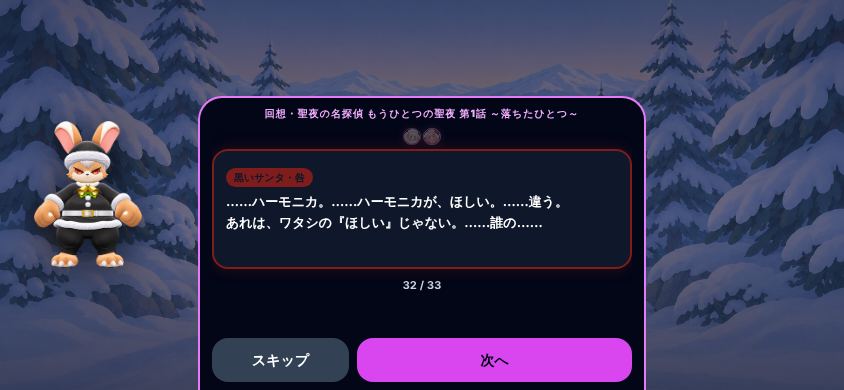 回想・聖夜の名探偵 もうひとつの聖夜 第1話 ～落ちたひとつ～
黒いサンタ・咎
……ハーモニカ。……ハーモニカが、ほしい。……違う。
あれは、ワタシの『ほしい』じゃない。……誰の……
32 / 33
スキップ
次へ